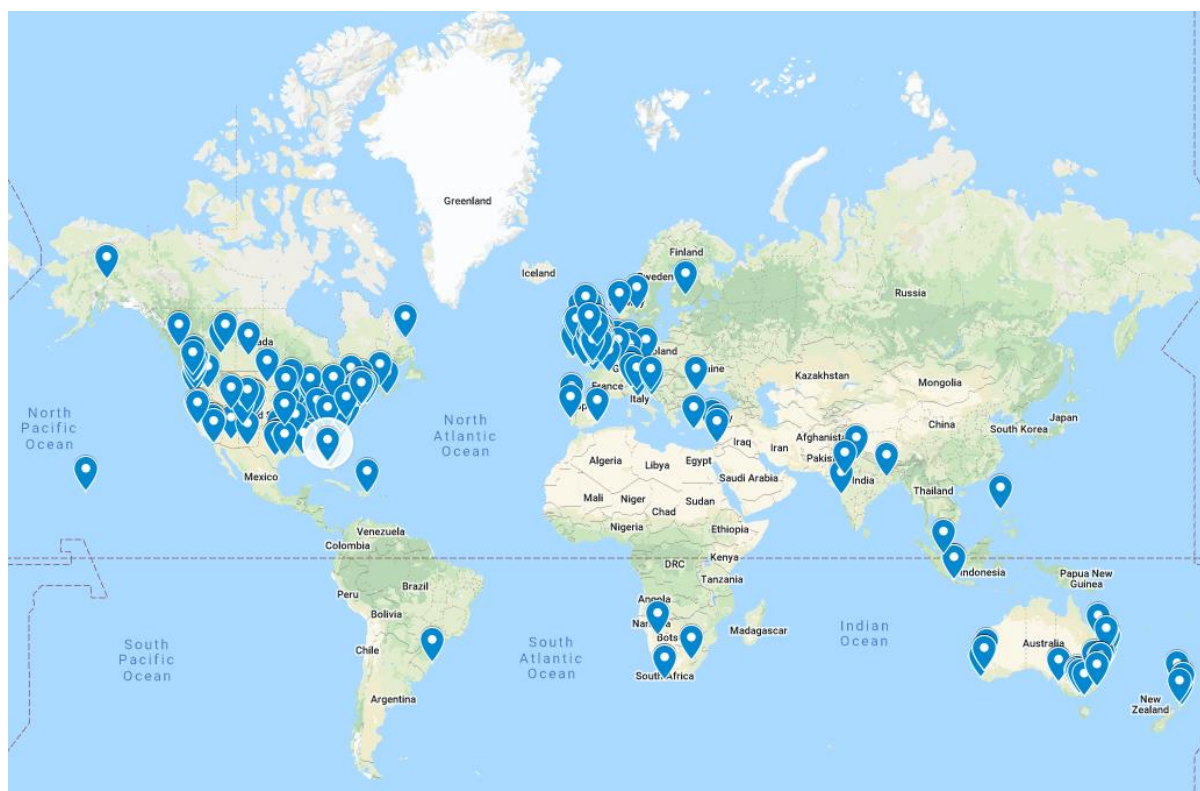 Greenland
Iceland
Finland
Sweden
Russia
North
Pacific
Ocean
North
Atlantic
Ocean
France
Italy
Kazakhstan
Mongolia
China
Japan
South Korea
Iraq
Iran
Afghanistan
Mexico
Algeria
Libya
Egypt
Saudi Arabia
India
Thailand
Mali
Niger
Chad
Sudan
Nigeria
Ethiopia
Venezuela
Colombia
DRC
Kenya
Tanzania
Angola
Indonesia
Papua New
Guinea
Peru
Brazil
Bolivia
Chile
Argentina
South
Pacific
Ocean
South
Atlantic
Ocean
Indian
Ocean
Bots
Madagascar
South Africa
Australia
New
Zealand